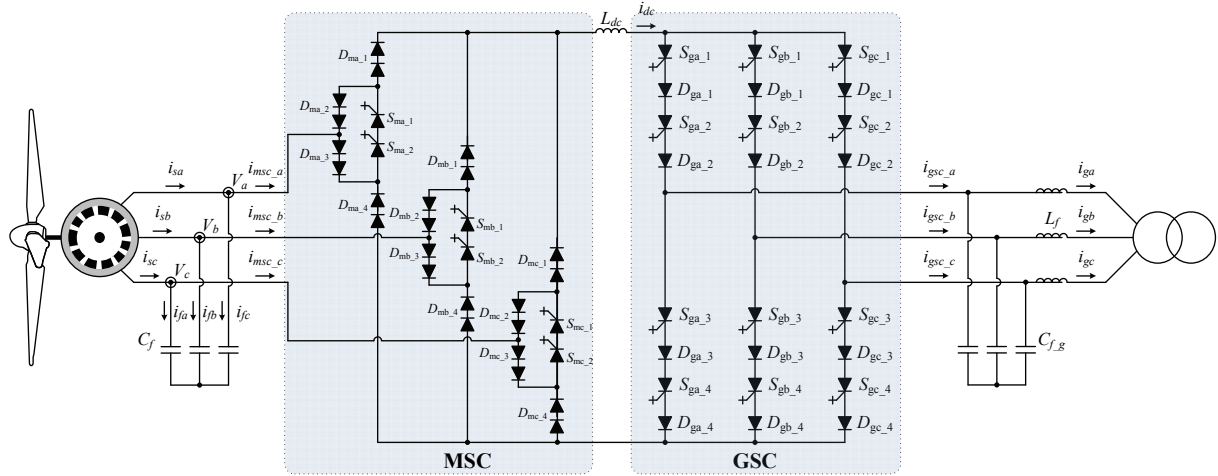 L_dc
i_dc
i_sa
V_a
i_msc_a
i_sb
V_b
i_msc_b
i_sc
V_c
i_msc_c
i_fa
i_fb
i_fc
C_f
D_ma_1
D_ma_2
S_ma_1
S_ma_2
D_ma_3
D_ma_4
D_mb_1
D_mb_2
S_mb_1
D_mb_3
S_mb_2
D_mb_4
D_mc_1
D_mc_2
S_mc_1
D_mc_3
S_mc_2
D_mc_4
MSC
S_ga_1
S_gb_1
S_gc_1
D_ga_1
D_gb_1
D_gc_1
S_ga_2
S_gb_2
S_gc_2
D_ga_2
D_gb_2
D_gc_2
S_ga_3
S_gb_3
S_gc_3
D_ga_3
D_gb_3
D_gc_3
S_ga_4
S_gb_4
S_gc_4
D_ga_4
D_gb_4
D_gc_4
GSC
i_gsc_a
i_ga
i_gsc_b
L_f
i_gb
i_gsc_c
i_gc
C_f_g